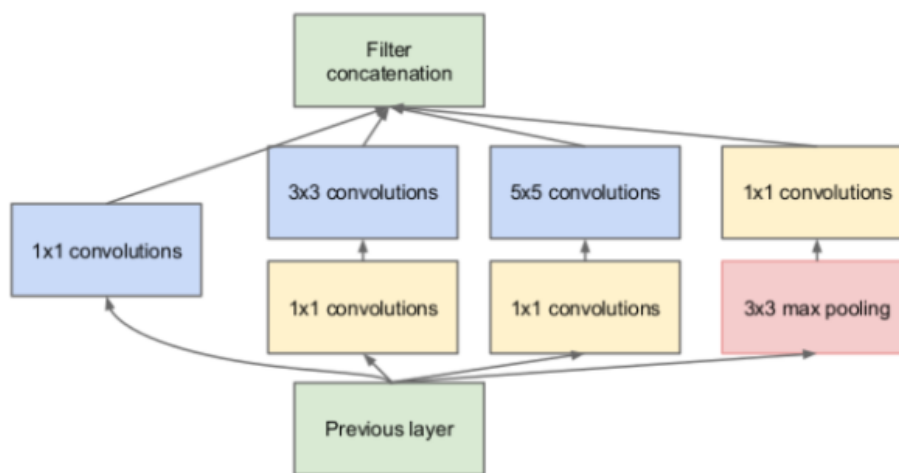 Filter
concatenation
3x3 convolutions
5x5 convolutions
1x1 convolutions
1x1 convolutions
1x1 convolutions
1x1 convolutions
3x3 max pooling
Previous layer